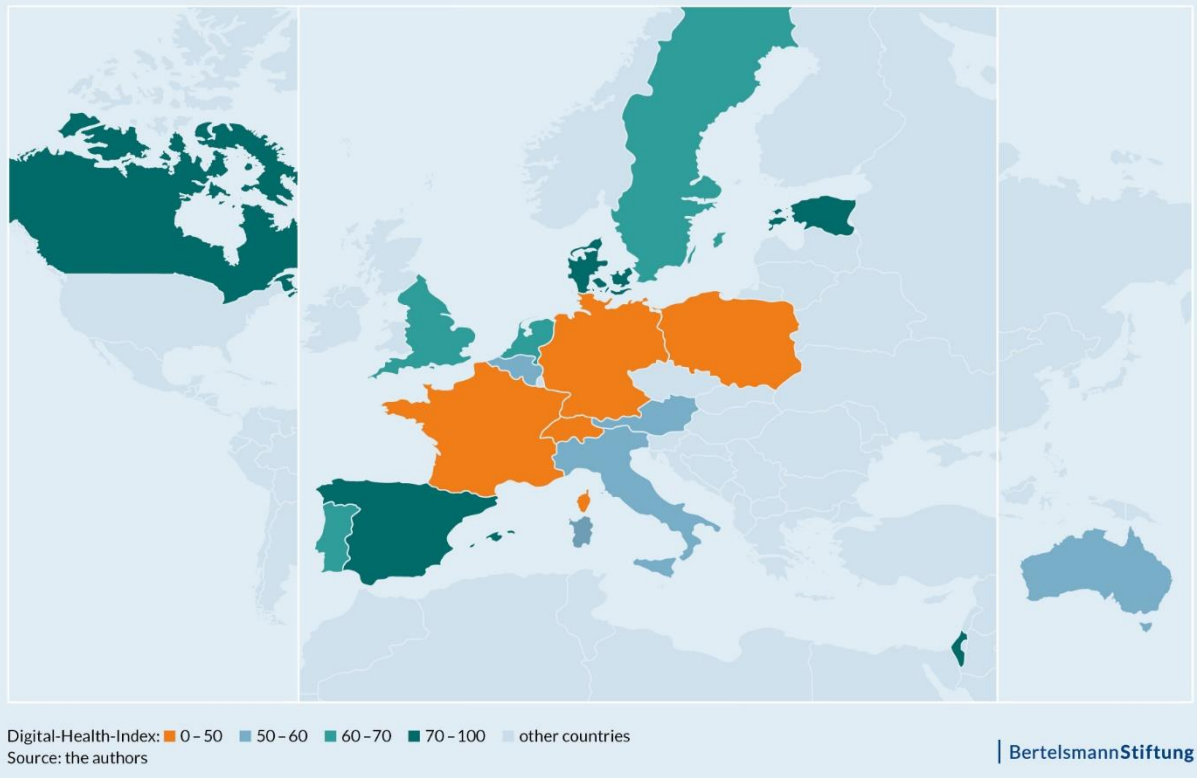 Digital-Health-Index: 0 – 50 50 – 60 60 – 70 70 – 100 other countries
Source: the authors
BertelsmannStiftung